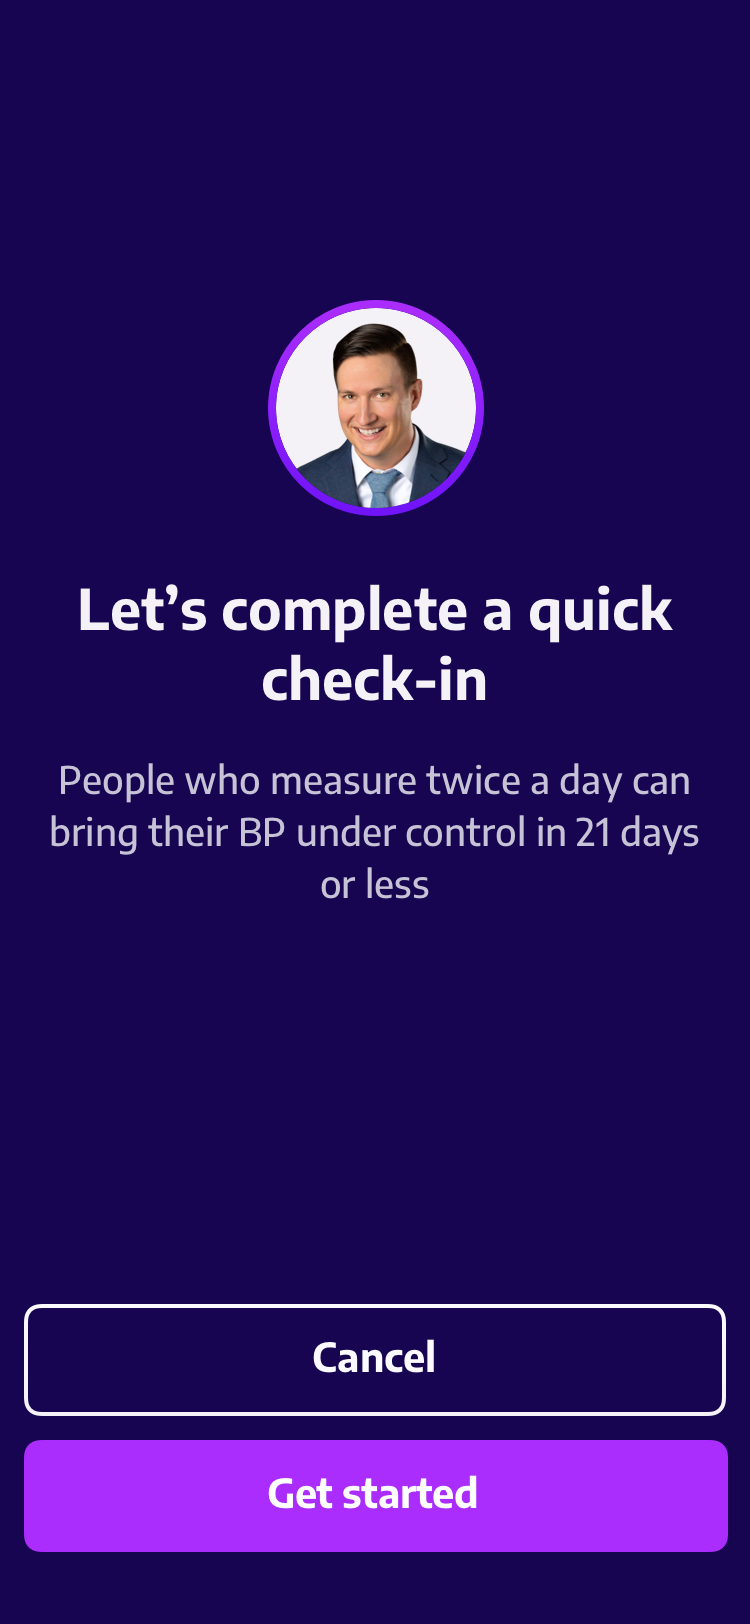 Let’s complete a quick
check-in
People who measure twice a day can
bring their BP under control in 21 days
or less
Cancel
Get started